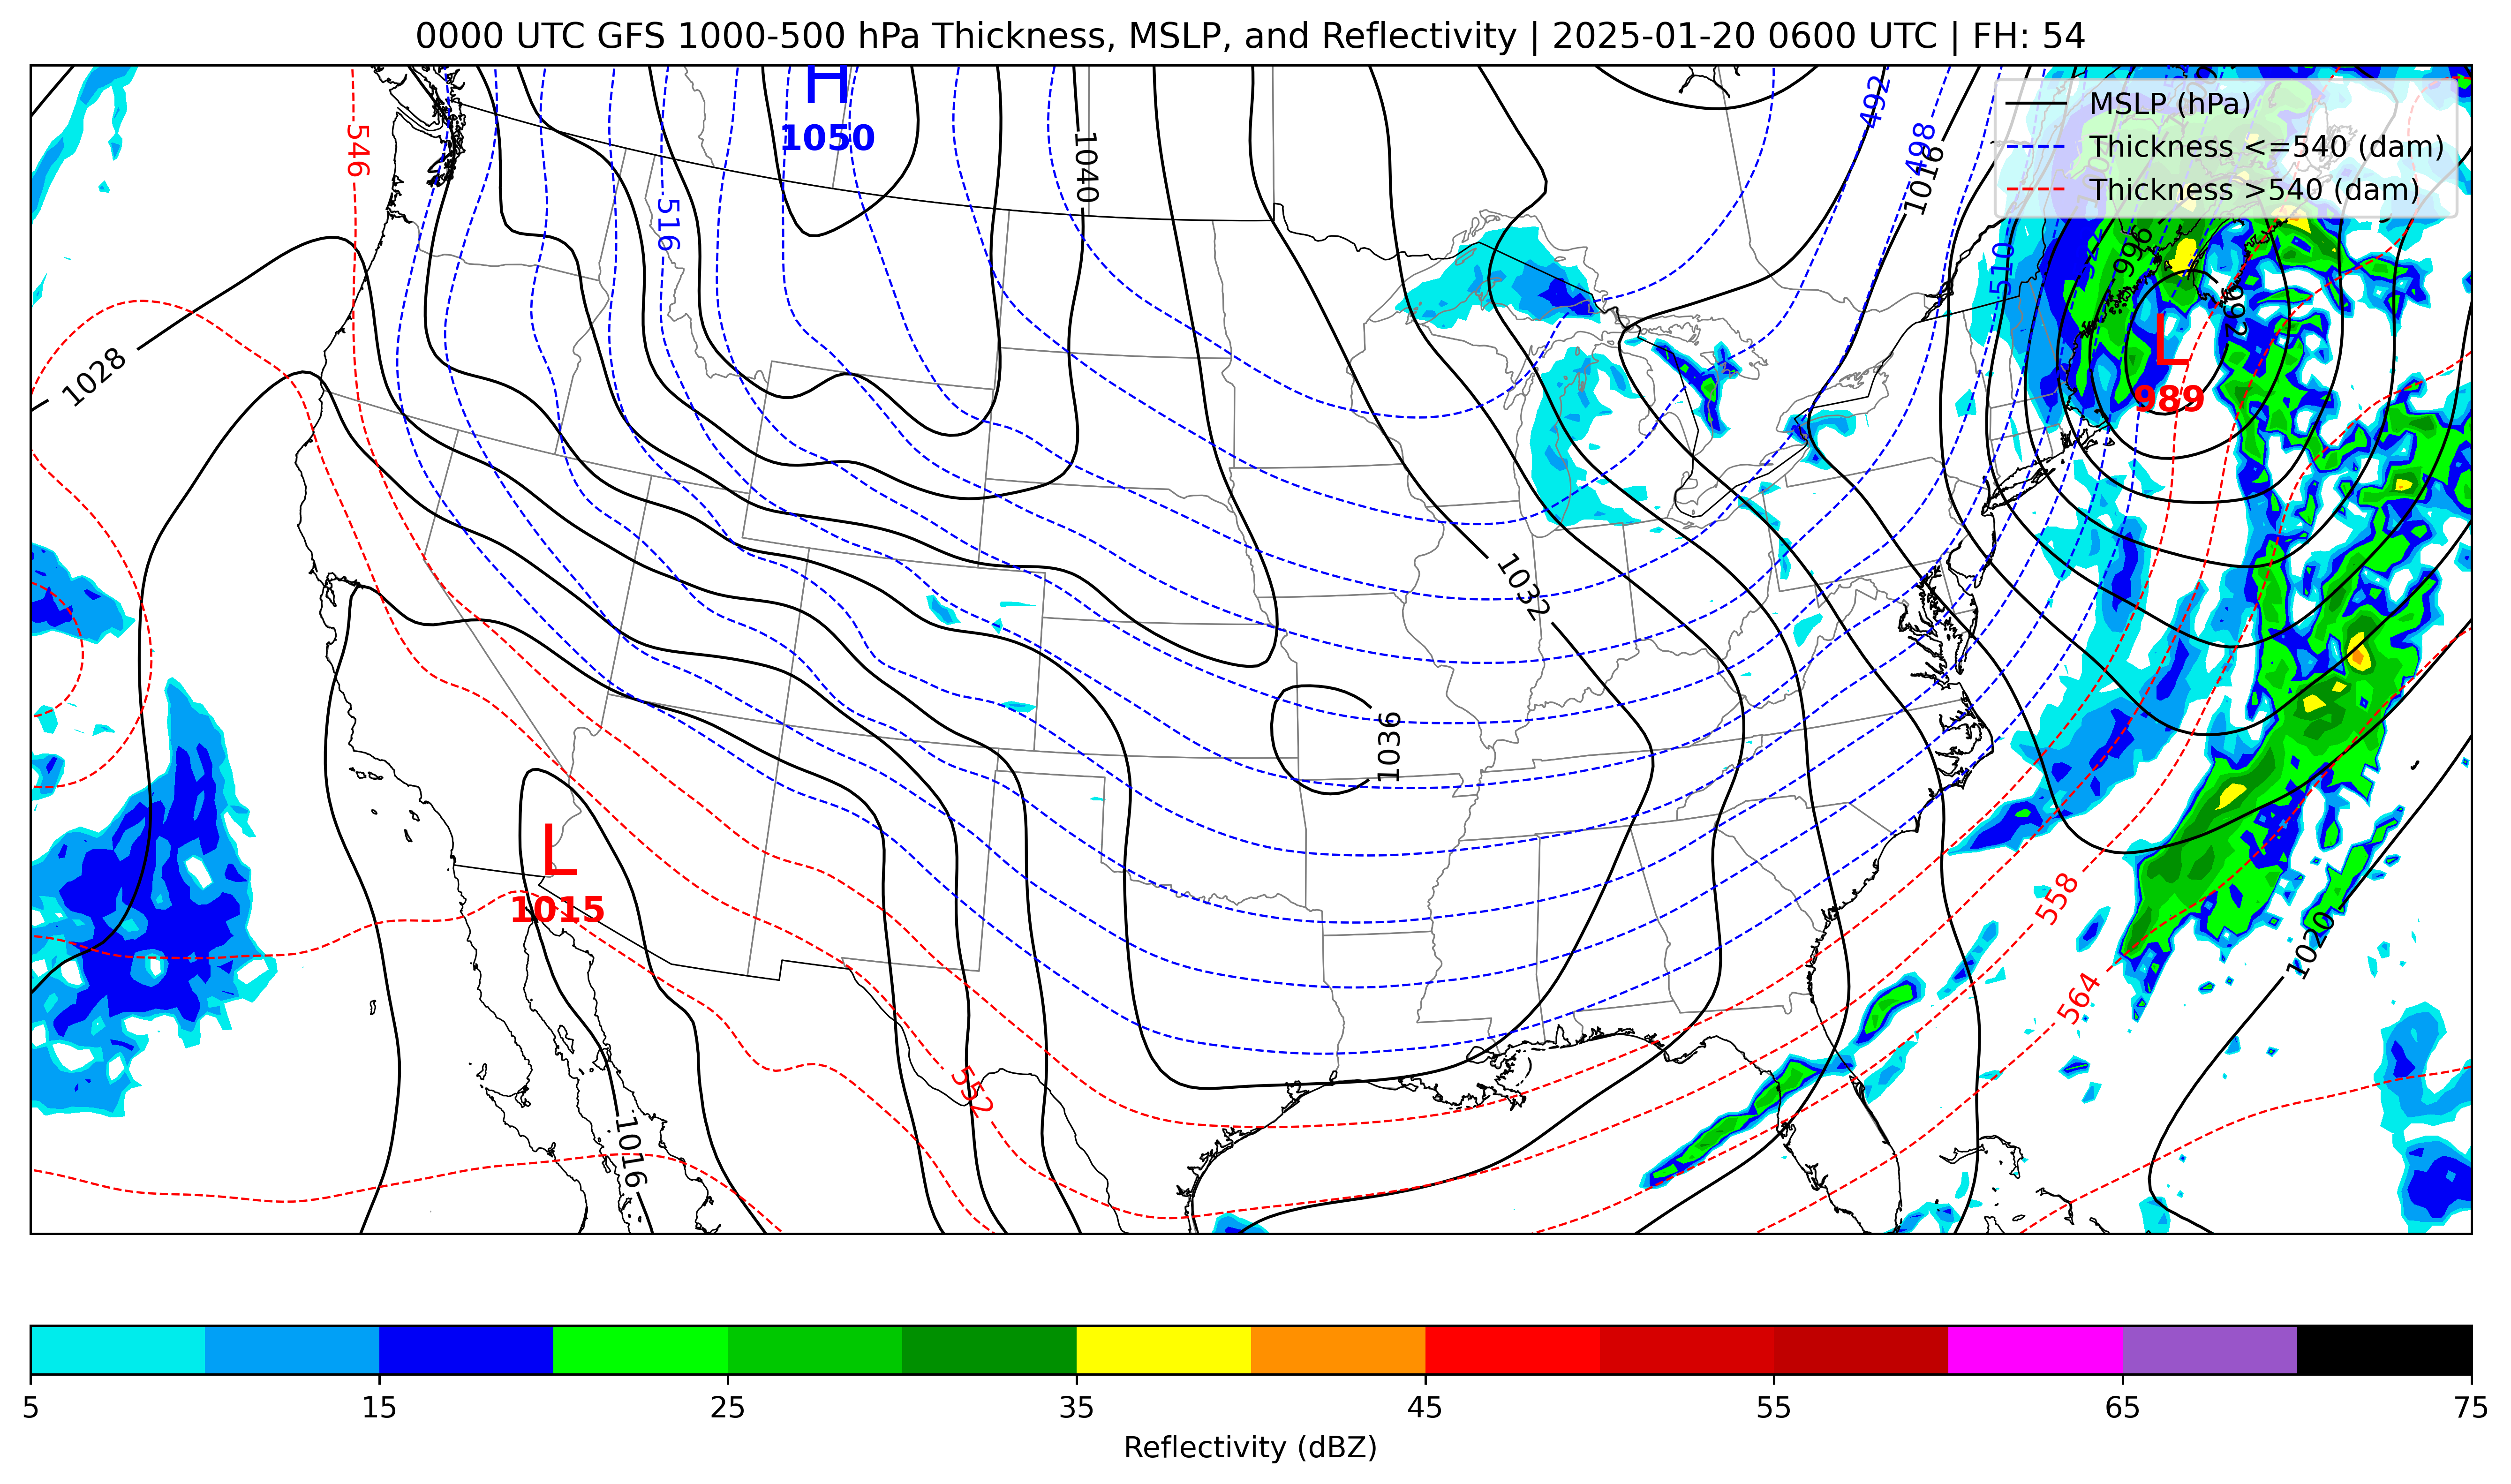 0000 UTC GFS 1000-500 hPa Thickness, MSLP, and Reflectivity | 2025-01-20 0600 UTC | FH: 54
MSLP (hPa)
Thickness <=540 (dam)
Thickness >540 (dam)
H
1050
546
516
1040
492
498
1016
510
996
992
L
989
1028
1032
1036
L
1015
552
1016
558
564
1020
5 15 25 35 45 55 65 75
Reflectivity (dBZ)